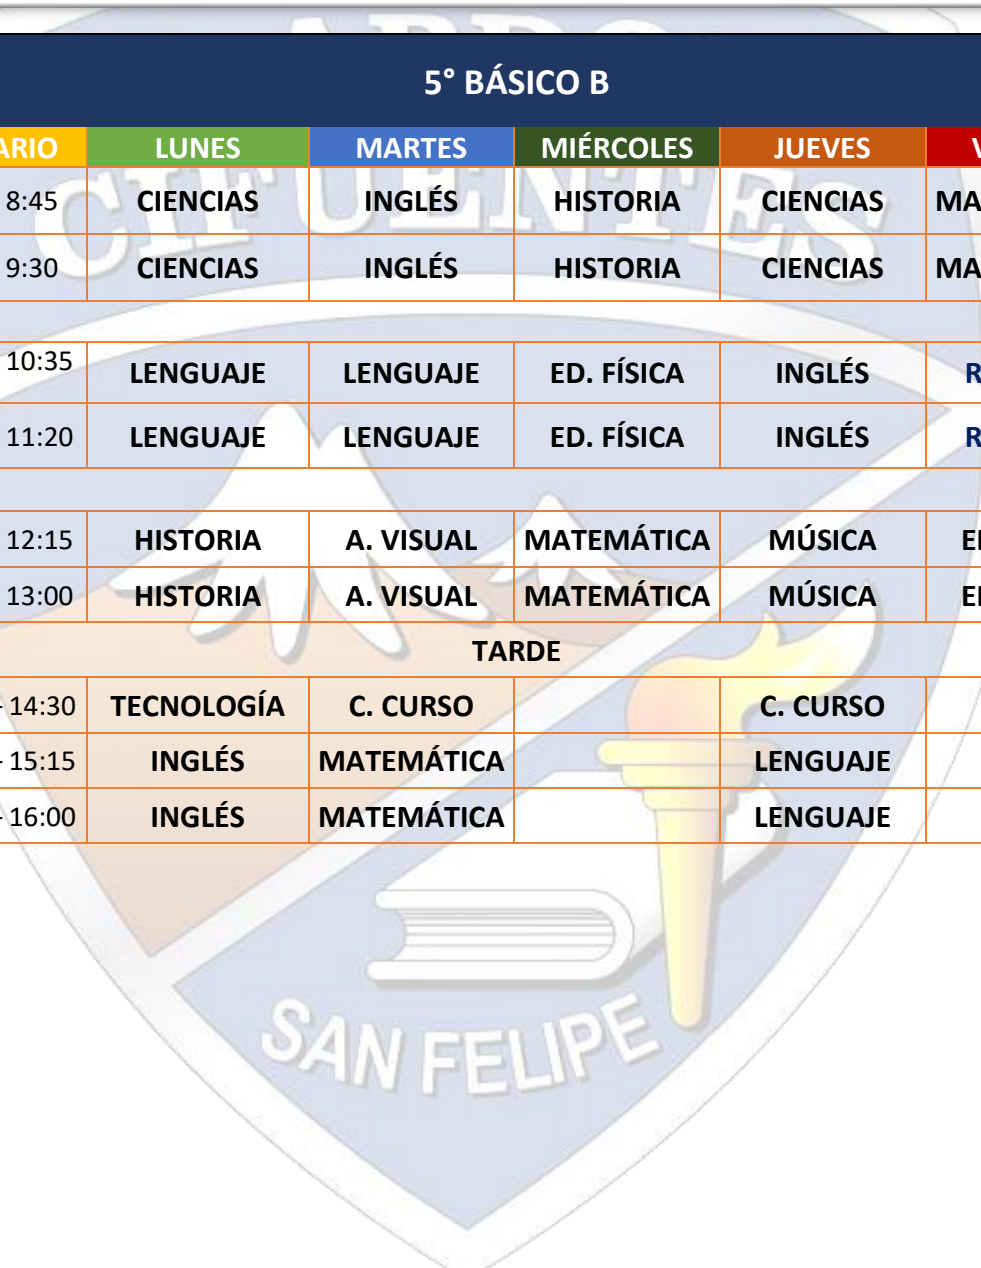 5° BÁSICO B
LUNES MARTES MIÉRCOLES JUEVES
8:45 CIENCIAS INGLÉS HISTORIA CIENCIAS
9:30 CIENCIAS INGLÉS HISTORIA CIENCIAS
10:35 LENGUAJE LENGUAJE ED. FÍSICA INGLÉS
11:20 LENGUAJE LENGUAJE ED. FÍSICA INGLÉS
12:15 HISTORIA A. VISUAL MATEMÁTICA MÚSICA
13:00 HISTORIA A. VISUAL MATEMÁTICA MÚSICA
TARDE
- 14:30 TECNOLOGÍA C. CURSO C. CURSO
- 15:15 INGLÉS MATEMÁTICA LENGUAJE
- 16:00 INGLÉS MATEMÁTICA LENGUAJE
CIFUENTES
SAN FELIPE